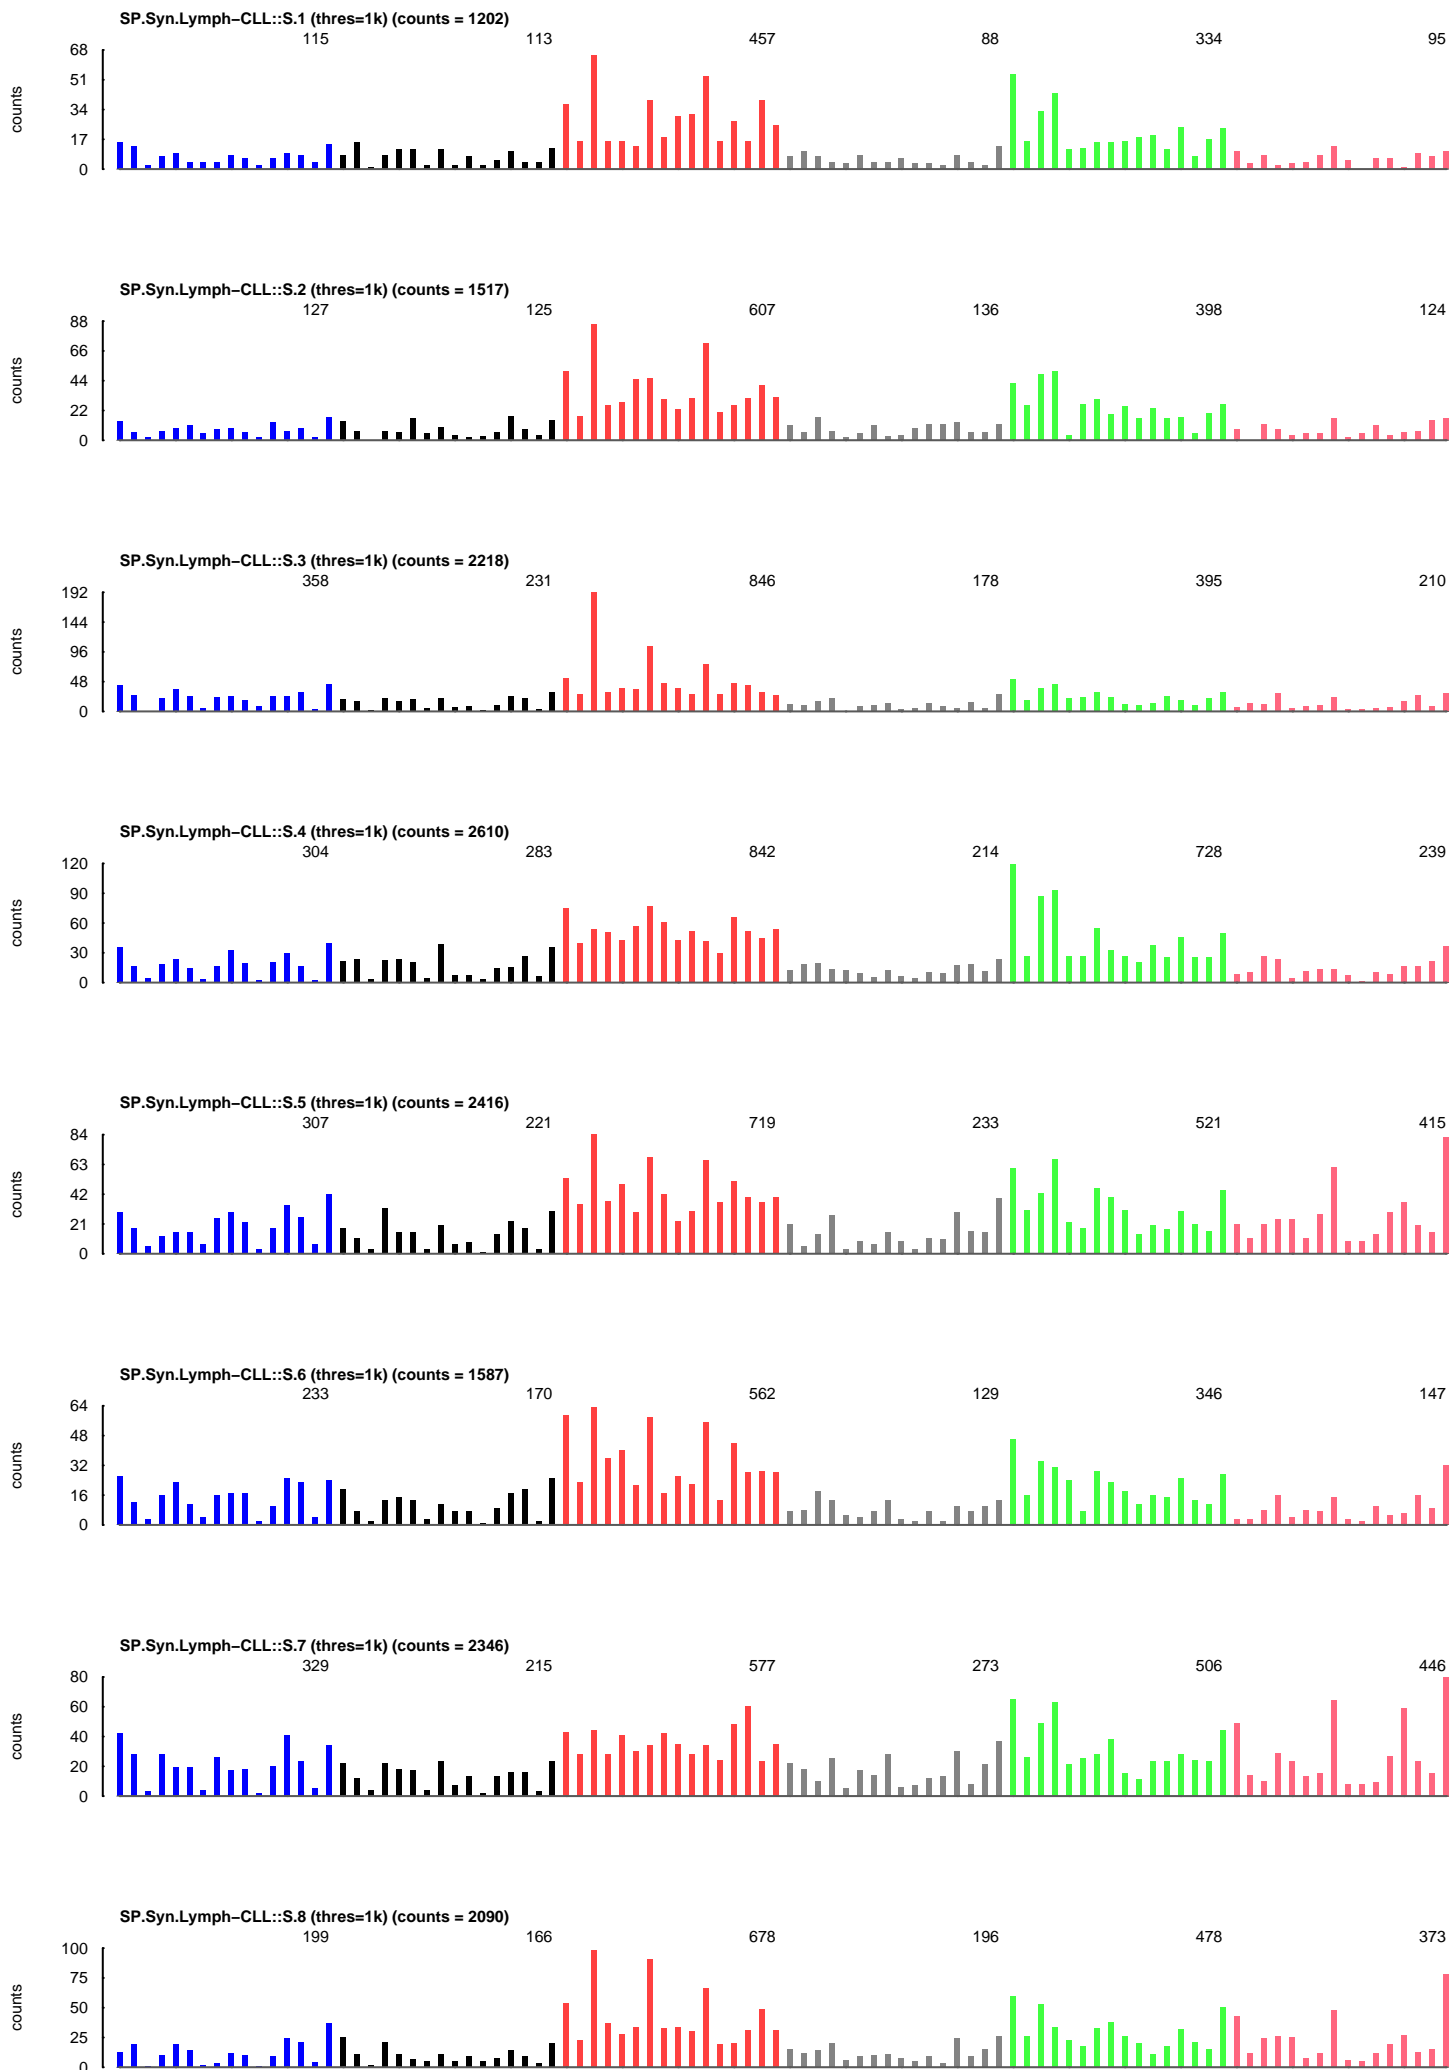 SP.Syn.Lymph−CLL::S.1 (thres=1k) (counts = 1202)
115 113 457 88 334 95
68
51
34
17
0
counts
SP.Syn.Lymph−CLL::S.2 (thres=1k) (counts = 1517)
127 125 607 136 398 124
88
66
44
22
0
counts
SP.Syn.Lymph−CLL::S.3 (thres=1k) (counts = 2218)
358 231 846 178 395 210
192
144
96
48
0
counts
SP.Syn.Lymph−CLL::S.4 (thres=1k) (counts = 2610)
304 283 842 214 728 239
120
90
60
30
0
counts
SP.Syn.Lymph−CLL::S.5 (thres=1k) (counts = 2416)
307 221 719 233 521 415
84
63
42
21
0
counts
SP.Syn.Lymph−CLL::S.6 (thres=1k) (counts = 1587)
233 170 562 129 346 147
64
48
32
16
0
counts
SP.Syn.Lymph−CLL::S.7 (thres=1k) (counts = 2346)
329 215 577 273 506 446
80
60
40
20
0
counts
SP.Syn.Lymph−CLL::S.8 (thres=1k) (counts = 2090)
199 166 678 196 478 373
100
75
50
25
0
counts